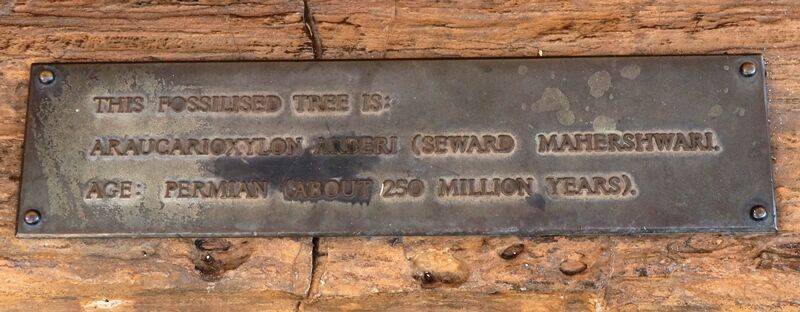 THIS FOSSILISED TREE IS:
ARAUCARIOXYLON ARBERI (SEWARD MAHERSHWARI.
AGE: PERMIAN (ABOUT 250 MILLION YEARS).